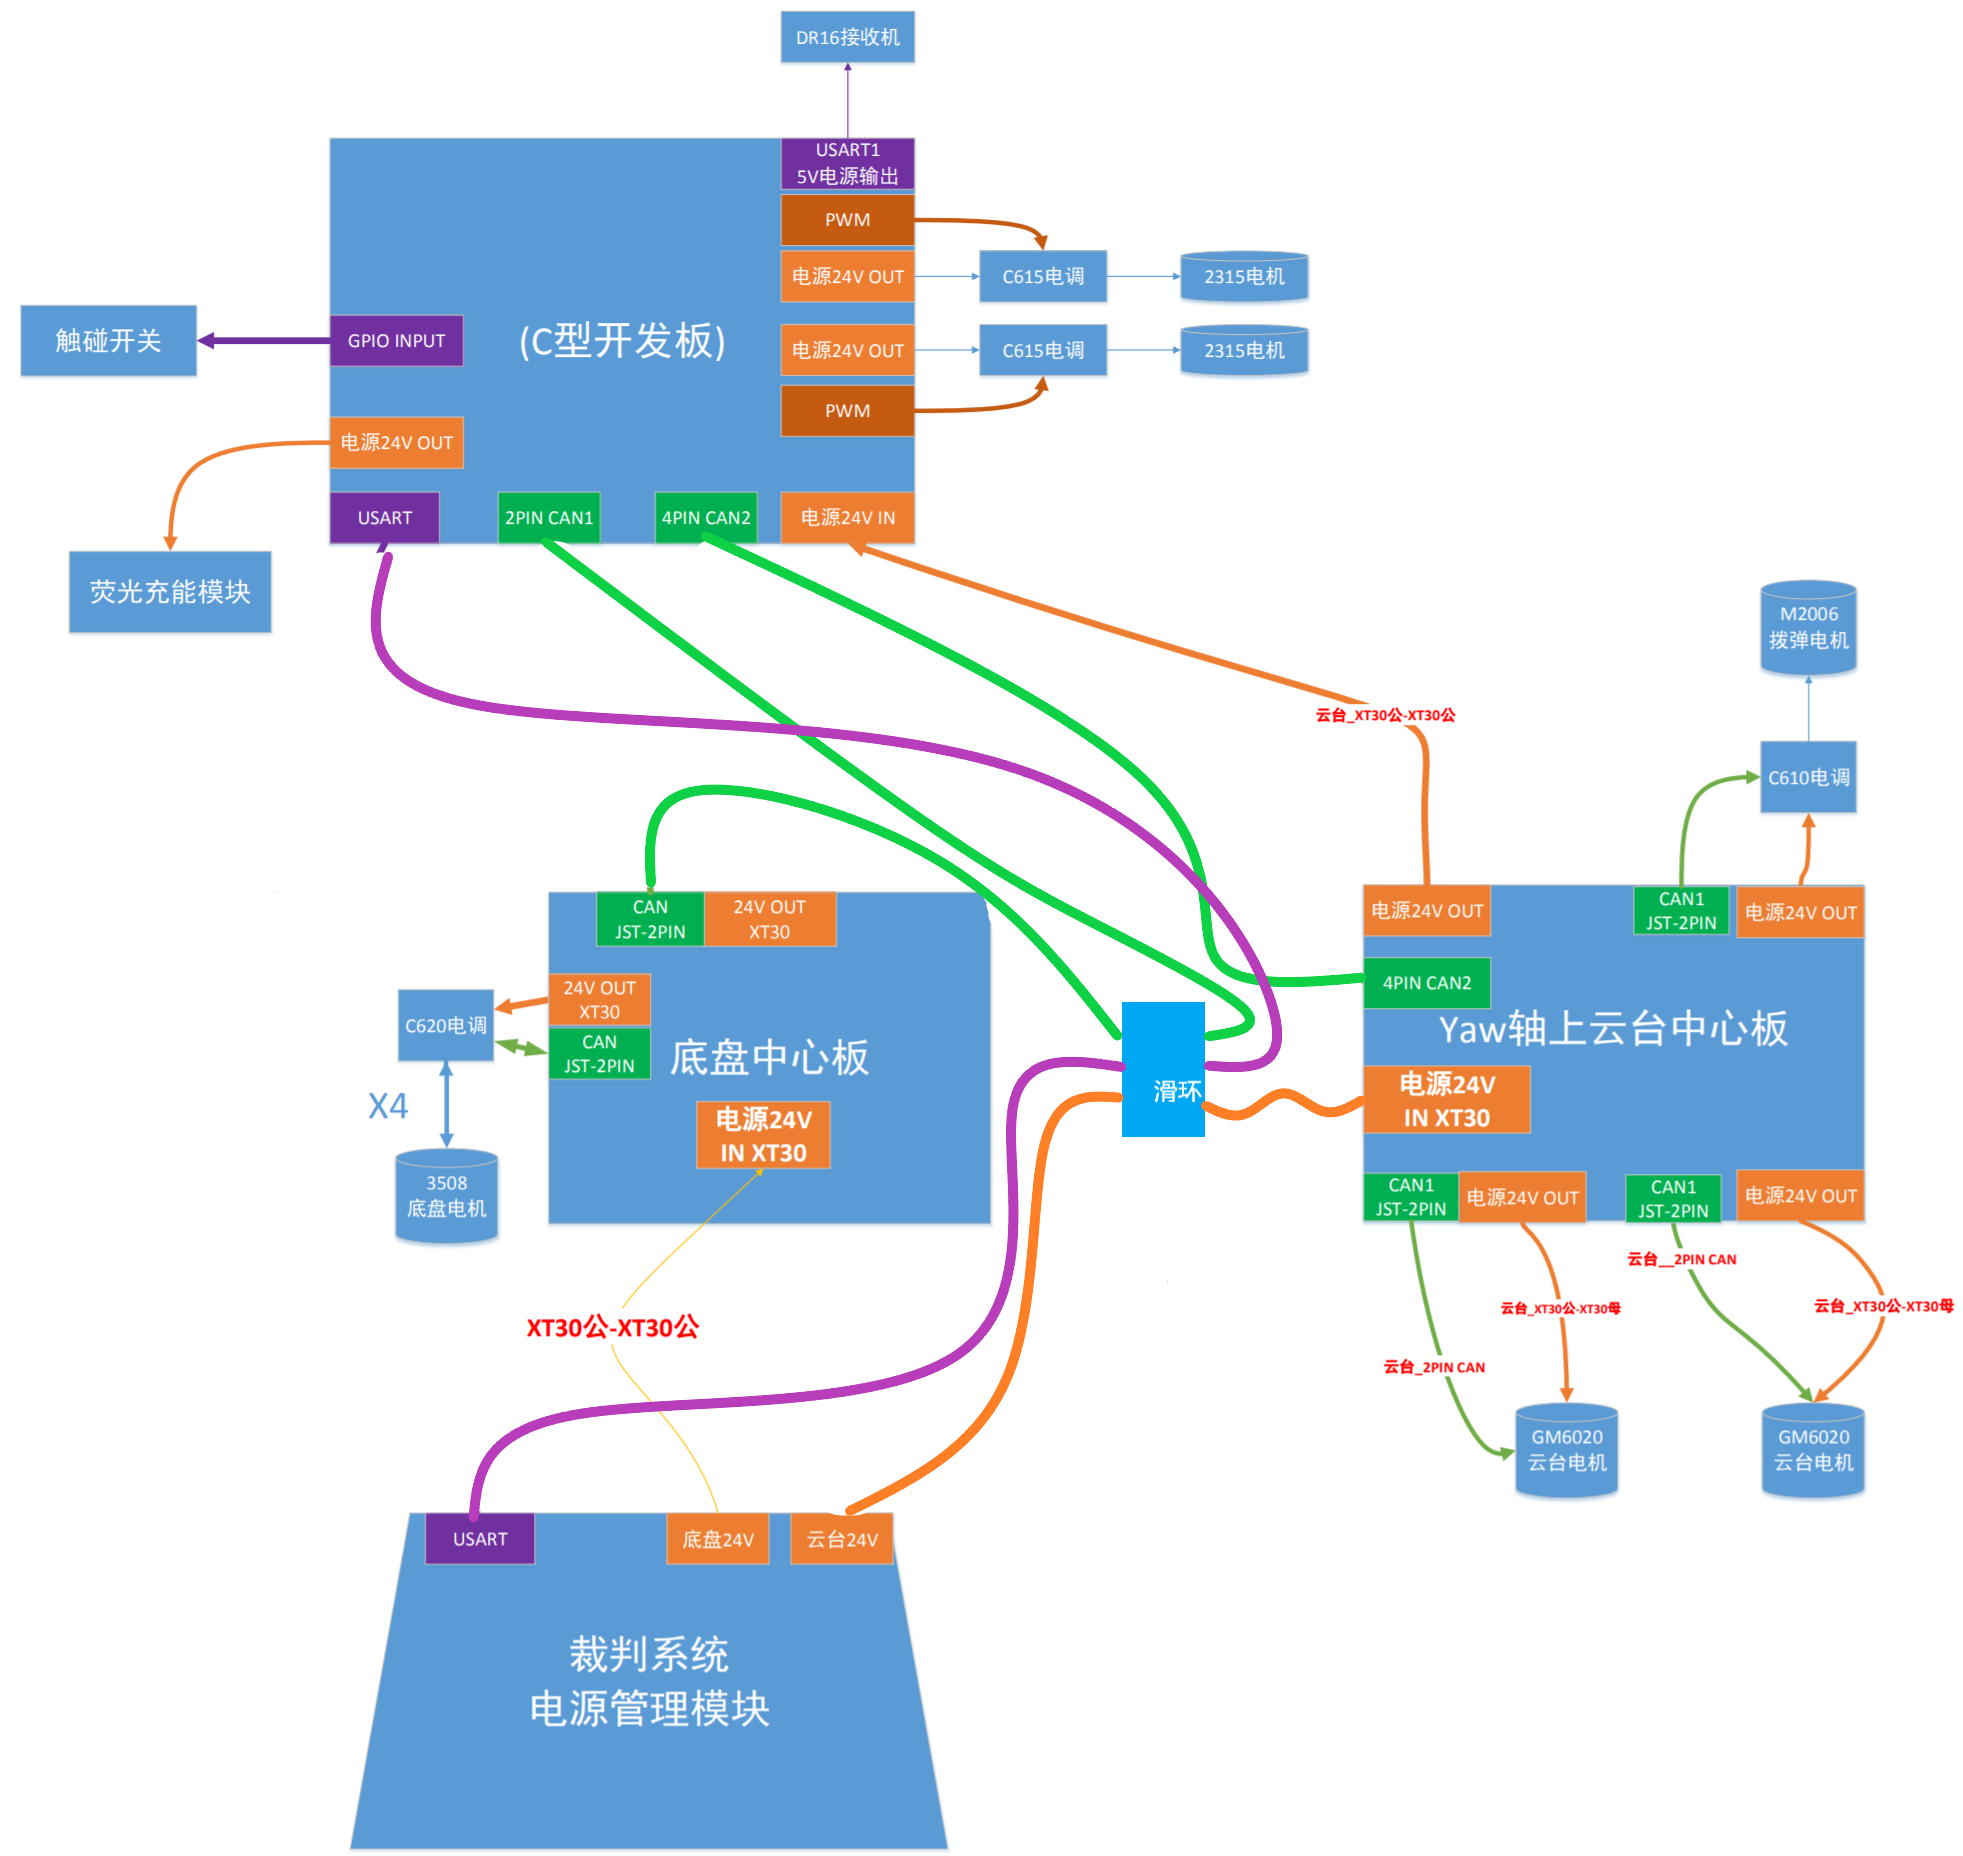 DR16接收机
USART1
5V电源输出
PWM
电源24V OUT
C615电调
2315电机
触碰开关
GPIO INPUT
(C型开发板)
电源24V OUT
C615电调
2315电机
PWM
电源24V OUT
USART
2PIN CAN1
4PIN CAN2
电源24V IN
荧光充能模块
M2006
拨弹电机
云台_XT30公-XT30公
C610电调
CAN
JST-2PIN
24V OUT
XT30
电源24V OUT
CAN1
JST-2PIN
电源24V OUT
4PIN CAN2
24V OUT
XT30
C620电调
CAN
JST-2PIN
底盘中心板
Yaw轴上云台中心板
滑环
X4
电源24V
IN XT30
电源24V
IN XT30
3508
底盘电机
CAN1
JST-2PIN
电源24V OUT
CAN1
JST-2PIN
电源24V OUT
云台__2PIN CAN
云台_XT30公-XT30母
云台_XT30公-XT30母
XT30公-XT30公
云台_2PIN CAN
GM6020
云台电机
GM6020
云台电机
USART
底盘24V
云台24V
裁判系统
电源管理模块